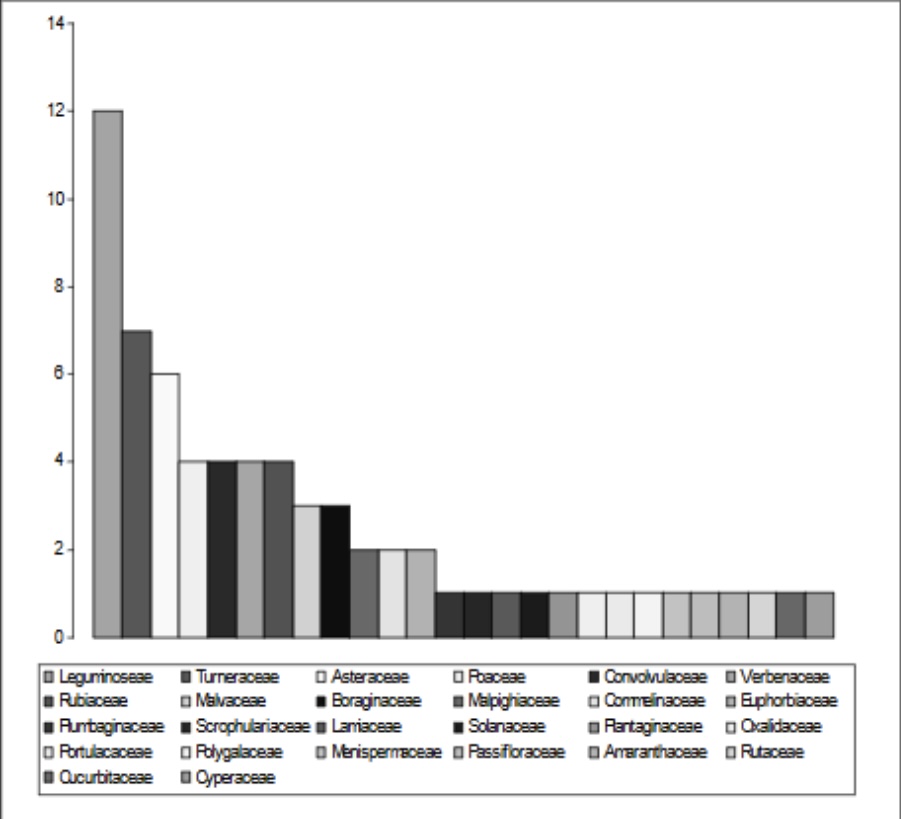 14
12
10
8
6
4
2
0
Leguminoseae Turneraceae Asteraceae Poaceae Convolvulaceae Verbenaceae
Rubiaceae Malvaceae Boraginaceae Malpighiaceae Commelinaceae Euphorbiaceae
Plumbaginaceae Scrophulariaceae Lamiaceae Solanaceae Plantaginaceae Oxalidaceae
Portulacaceae Polygalaceae Menispermaceae Passifloraceae Amaranthaceae Rutaceae
Cucurbitaceae Cyperaceae